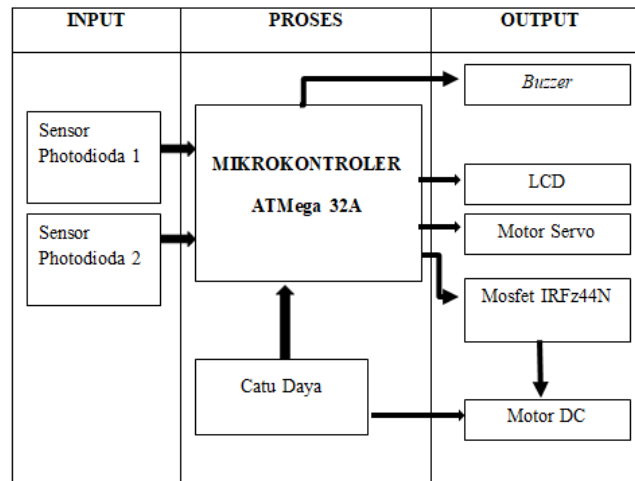 INPUT
PROSES
OUTPUT
Sensor
Photodioda 1
Sensor
Photodioda 2
MIKROKONTROLER
ATMega 32A
Catu Daya
Buzzer
LCD
Motor Servo
Mosfet IRFz44N
Motor DC